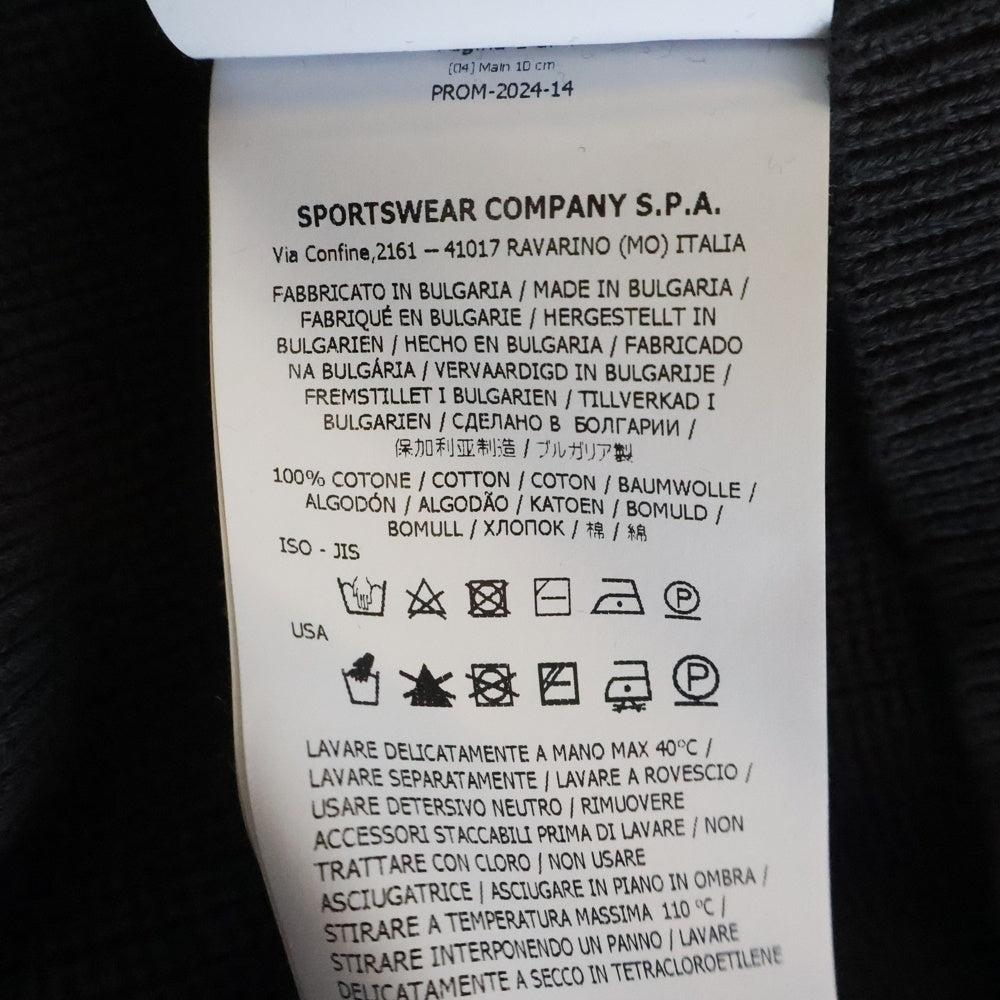 [04] Main 10 cm
PROM-2024-14
SPORTSWEAR COMPANY S.P.A.
Via Confine,2161 – 41017 RAVARINO (MO) ITALIA
FABBRICATO IN BULGARIA / MADE IN BULGARIA /
FABRIQUÉ EN BULGARIE / HERGESTELLT IN
BULGARIEN / HECHO EN BULGARIA / FABRICADO
NA BULGÁRIA / VERVAARDIGD IN BULGARIJE /
FREMSTILLET I BULGARIEN / TILLVERKAD I
BULGARIEN / СДЕЛАНО В БОЛГАРИИ /
保加利亚制造 / ブルガリア製
100% COTONE / COTTON / COTON / BAUMWOLLE /
ALGODÓN / ALGODÃO / KATOEN / BOMULD /
BOMULL / ХЛОПОК / 棉 / 綿
ISO - JIS
P
USA
P
LAVARE DELICATAMENTE A MANO MAX 40°C /
LAVARE SEPARATAMENTE / LAVARE A ROVESCIO /
USARE DETERSIVO NEUTRO / RIMUOVERE
ACCESSORI STACCABILI PRIMA DI LAVARE / NON
TRATTARE CON CLORO / NON USARE
ASCIUGATRICE / ASCIUGARE IN PIANO IN OMBRA /
STIRARE A TEMPERATURA MASSIMA 110 °C /
STIRARE INTERPONENDO UN PANNO / LAVARE
DELICATAMENTE A SECCO IN TETRACLOROETILENE